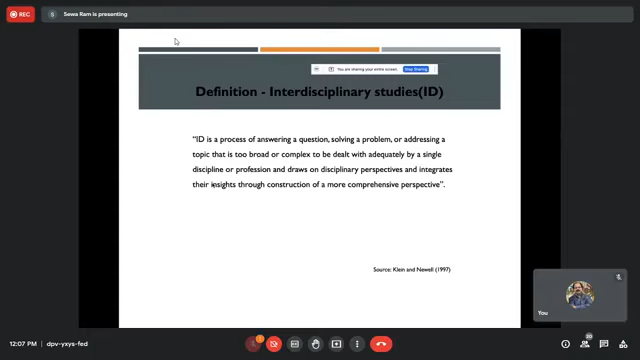 REC
S
Sewa Ram is presenting
You are sharing your entire screen.
Stop Sharing
Definition - Interdisciplinary studies(ID)
“ID is a process of answering a question, solving a problem, or addressing a
topic that is too broad or complex to be dealt with adequately by a single
discipline or profession and draws on disciplinary perspectives and integrates
their insights through construction of a more comprehensive perspective”.
Source: Klein and Newell (1997)
You
12:07 PM | dpv-yxys-fed